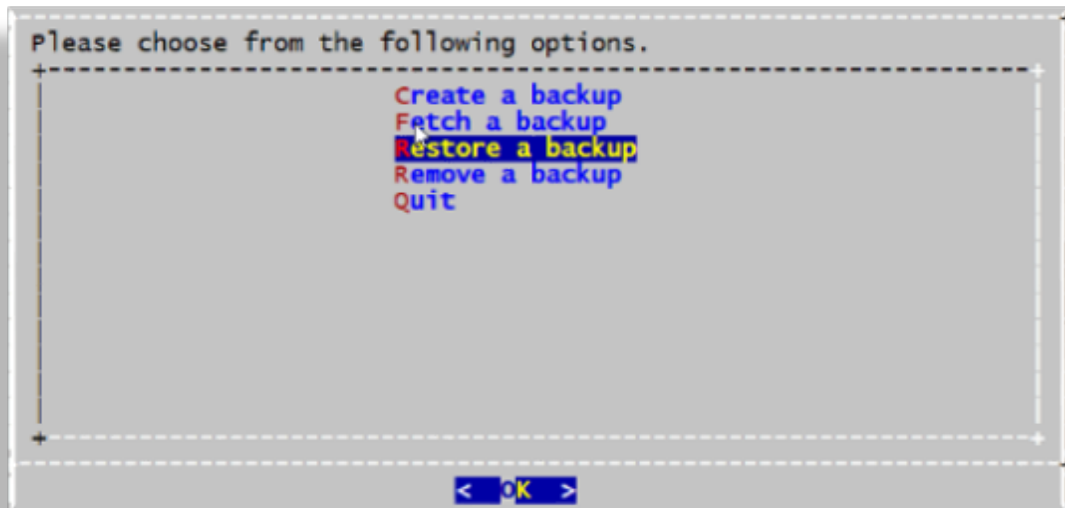 Please choose from the following options.
Create a backup
Fetch a backup
Restore a backup
Remove a backup
Quit
< OK >